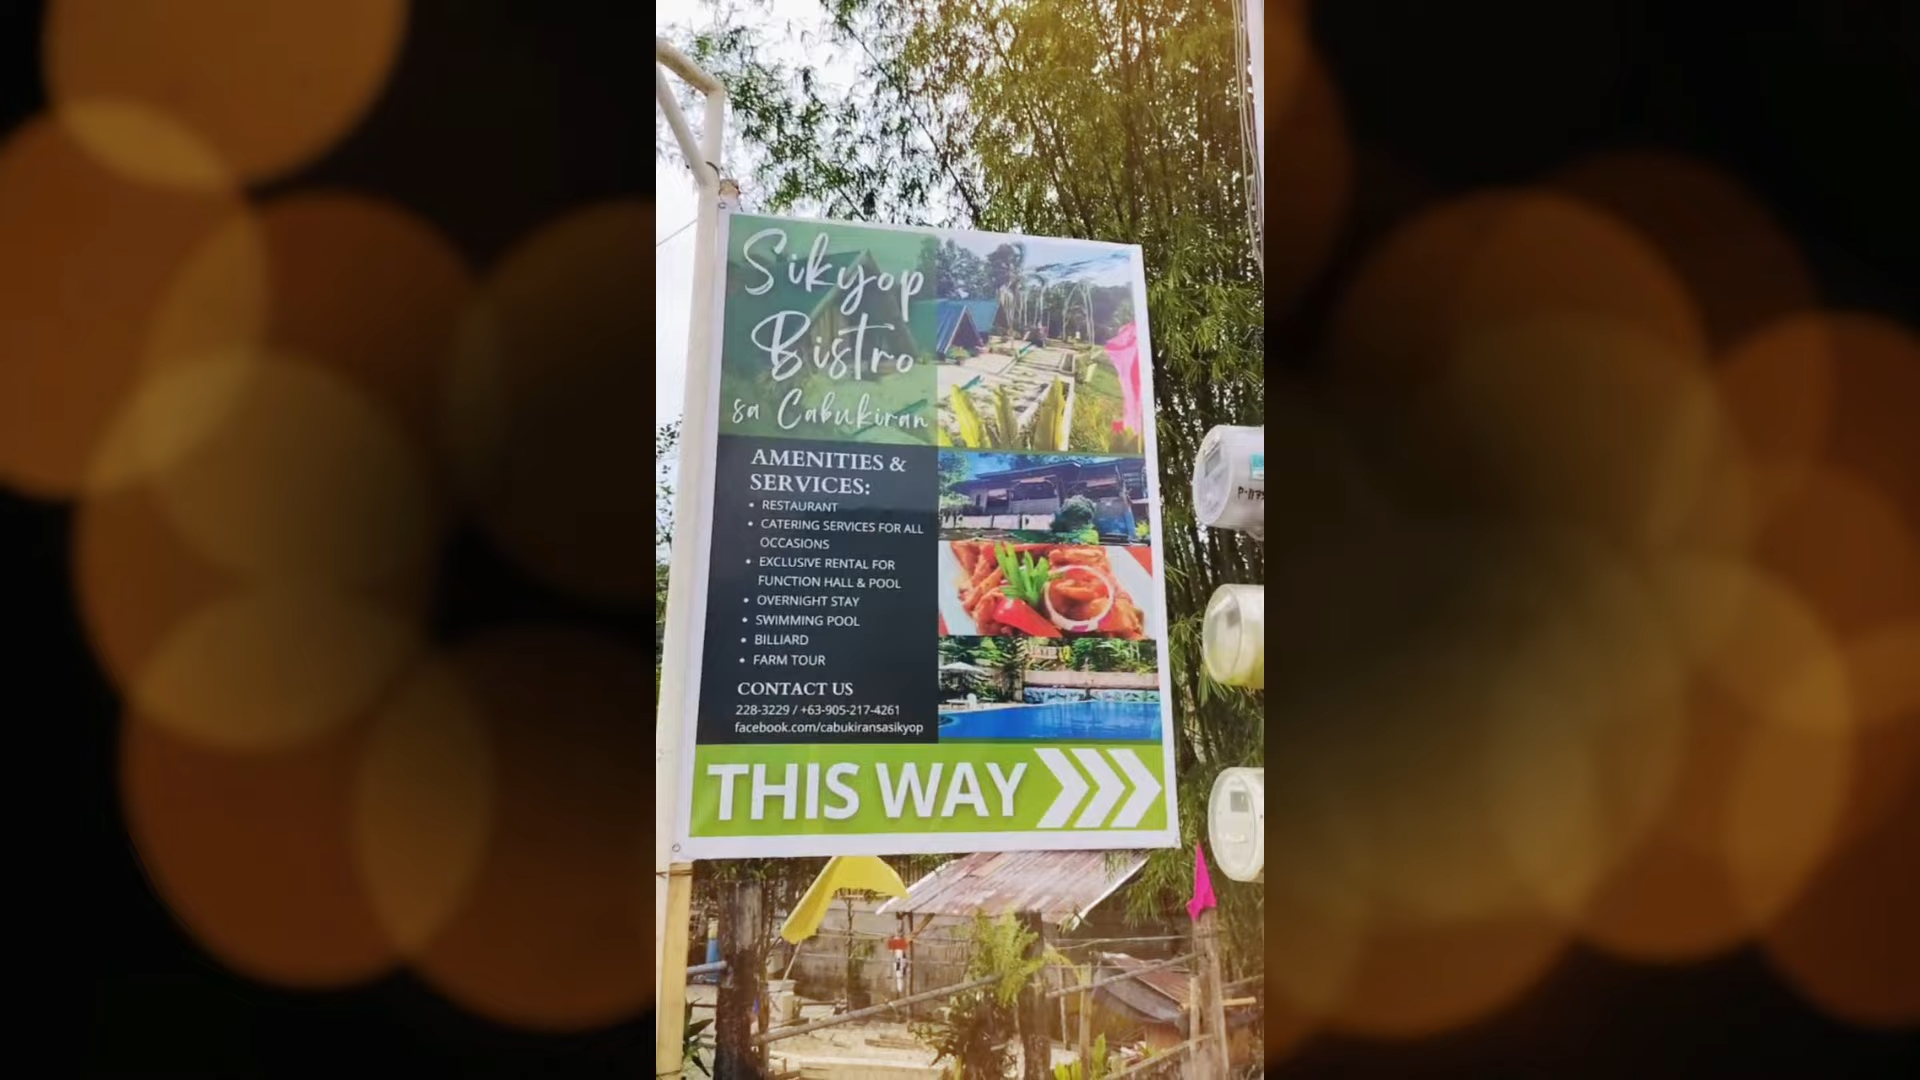 Sikyop
Bistro
sa Cabukiran
AMENITIES &
SERVICES:
• RESTAURANT
• CATERING SERVICES FOR ALL
OCCASIONS
• EXCLUSIVE RENTAL FOR
FUNCTION HALL & POOL
• OVERNIGHT STAY
• SWIMMING POOL
• BILLIARD
• FARM TOUR
CONTACT US
228-3229 / +63-905-217-4261
facebook.com/cabukiransasikyop
THIS WAY